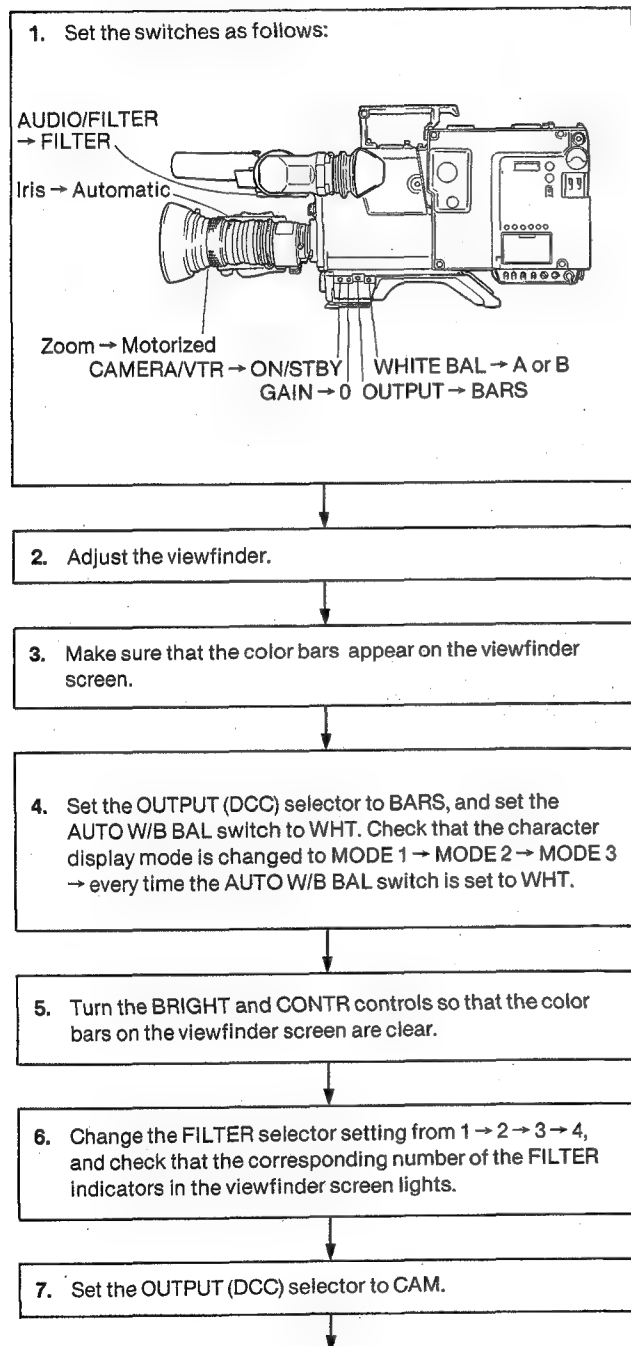 1. Set the switches as follows:
AUDIO/FILTER
→ FILTER
Iris → Automatic
Zoom → Motorized
CAMERA/VTR → ON/STBY
WHITE BAL → A or B
GAIN → 0
OUTPUT → BARS
2. Adjust the viewfinder.
3. Make sure that the color bars appear on the viewfinder
screen.
4. Set the OUTPUT (DCC) selector to BARS, and set the
AUTO W/B BAL switch to WHT. Check that the character
display mode is changed to MODE 1 → MODE 2 → MODE 3
→ every time the AUTO W/B BAL switch is set to WHT.
5. Turn the BRIGHT and CONTR controls so that the color
bars on the viewfinder screen are clear.
6. Change the FILTER selector setting from 1 → 2 → 3 → 4,
and check that the corresponding number of the FILTER
indicators in the viewfinder screen lights.
7. Set the OUTPUT (DCC) selector to CAM.